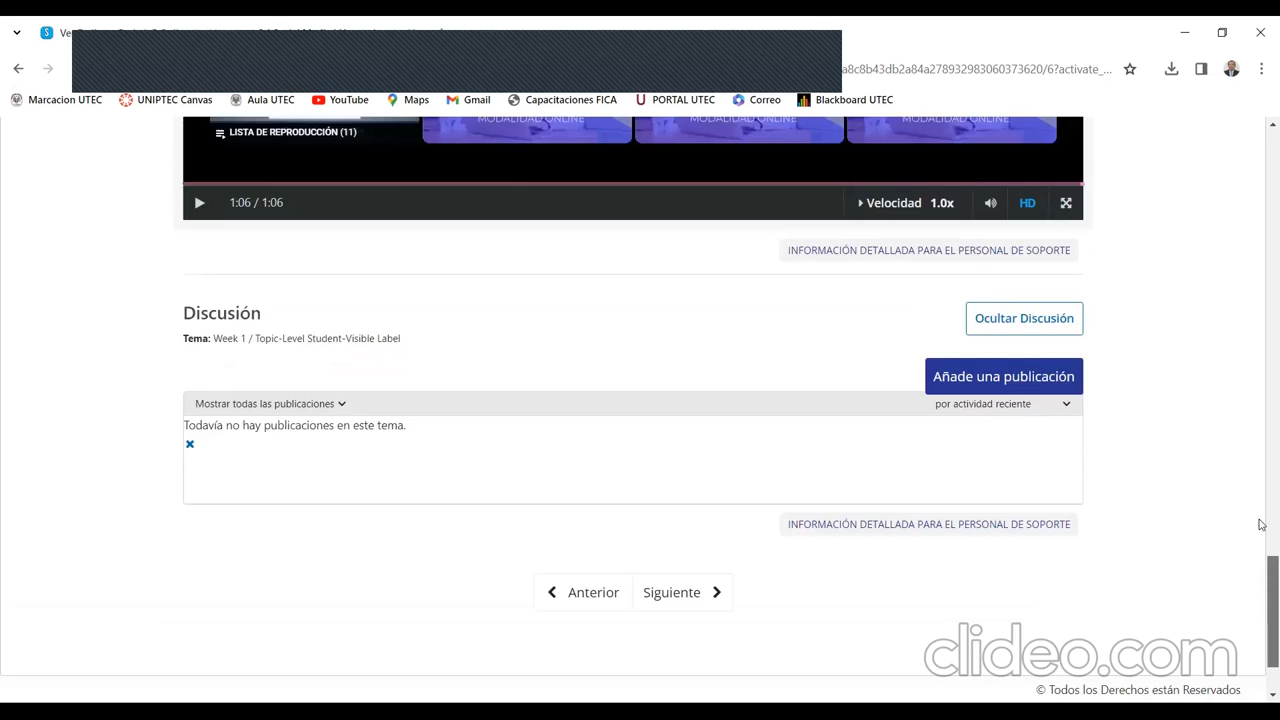 a8c8b43db2a84a278932983060373620/6?activate_...
Marcacion UTEC
UNIPTEC Canvas
Aula UTEC
YouTube
Maps
Gmail
Capacitaciones FICA
PORTAL UTEC
Correo
Blackboard UTEC
MODALIDAD ONLINE
MODALIDAD ONLINE
MODALIDAD ONLINE
LISTA DE REPRODUCCIÓN (11)
1:06 / 1:06
Velocidad 1.0x
HD
INFORMACIÓN DETALLADA PARA EL PERSONAL DE SOPORTE
Discusión
Ocultar Discusión
Tema: Week 1 / Topic-Level Student-Visible Label
Añade una publicación
Mostrar todas las publicaciones
por actividad reciente
Todavía no hay publicaciones en este tema.
INFORMACIÓN DETALLADA PARA EL PERSONAL DE SOPORTE
Anterior
Siguiente
clideo.com
© Todos los Derechos están Reservados